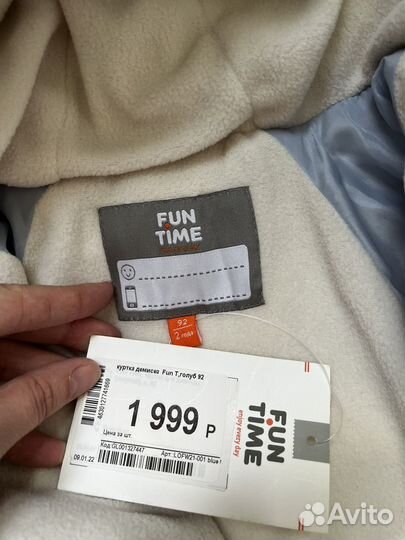 FUN
TIME
92
2 года
куртка демисез Fun T,голуб 92
4630127741669
1 999 Р
Цена за шт.
Код GL001327447
09.01.22
Арт. LOFW21-001 blue
FUN
TIME
enjoy every day
Avito